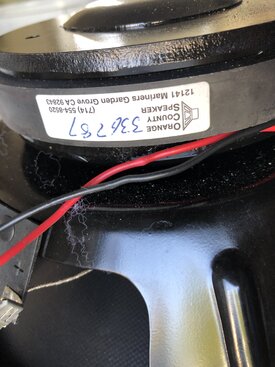 ORANGE
COUNTY
SPEAKER
12141 Mariners Garden Grove CA 92843
(714) 554-8520
336787